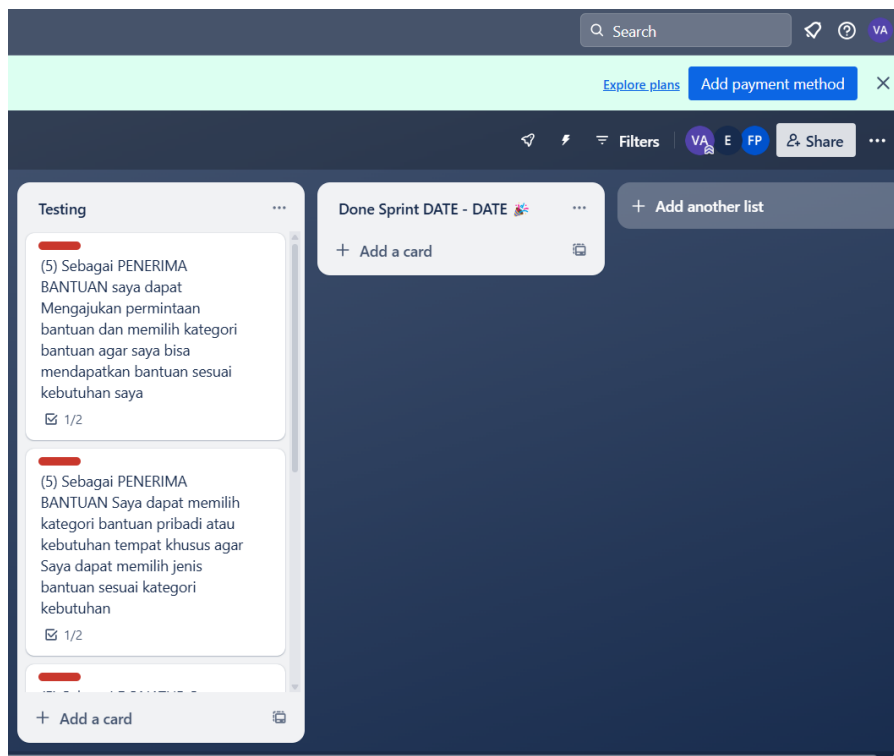 Search
VA
Explore plans
Add payment method
Filters
VA
E
FP
Share
Testing
(5) Sebagai PENERIMA
BANTUAN saya dapat
Mengajukan permintaan
bantuan dan memilih kategori
bantuan agar saya bisa
mendapatkan bantuan sesuai
kebutuhan saya
1/2
(5) Sebagai PENERIMA
BANTUAN Saya dapat memilih
kategori bantuan pribadi atau
kebutuhan tempat khusus agar
Saya dapat memilih jenis
bantuan sesuai kategori
kebutuhan
1/2
+ Add a card
Done Sprint DATE - DATE 🎉
+ Add a card
+ Add another list